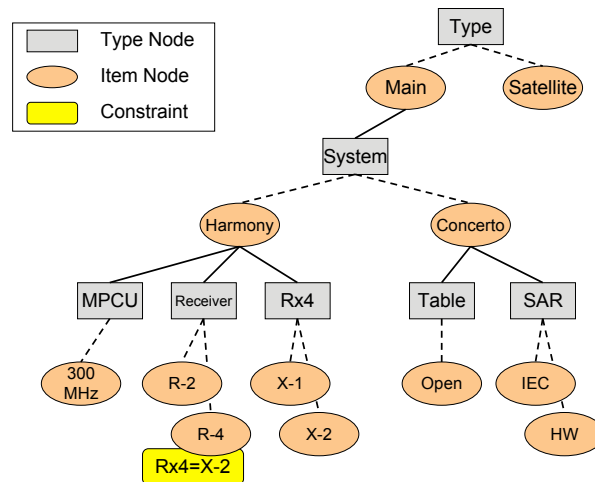 Type Node
Item Node
Constraint
Type
Main
Satellite
System
Harmony
Concerto
MPCU
Receiver
Rx4
Table
SAR
300
MHz
R-2
X-1
Open
IEC
R-4
X-2
HW
Rx4=X-2